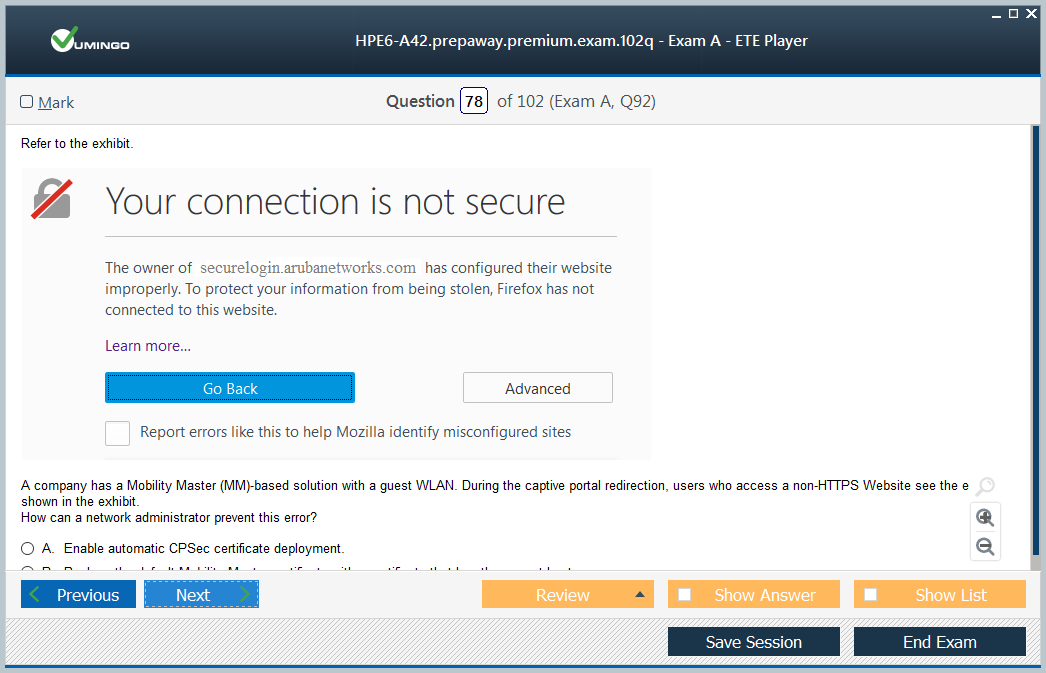 VUMINGO
HPE6-A42.prepaway.premium.exam.102q - Exam A - ETE Player
Mark
Question 78 of 102 (Exam A, Q92)
Refer to the exhibit.
Your connection is not secure
The owner of securelogin.arubanetworks.com has configured their website
improperly. To protect your information from being stolen, Firefox has not
connected to this website.
Learn more...
Go Back
Advanced
Report errors like this to help Mozilla identify misconfigured sites
A company has a Mobility Master (MM)-based solution with a guest WLAN. During the captive portal redirection, users who access a non-HTTPS Website see the e
shown in the exhibit.
How can a network administrator prevent this error?
A. Enable automatic CPSec certificate deployment.
Previous
Next
Review
Show Answer
Show List
Save Session
End Exam